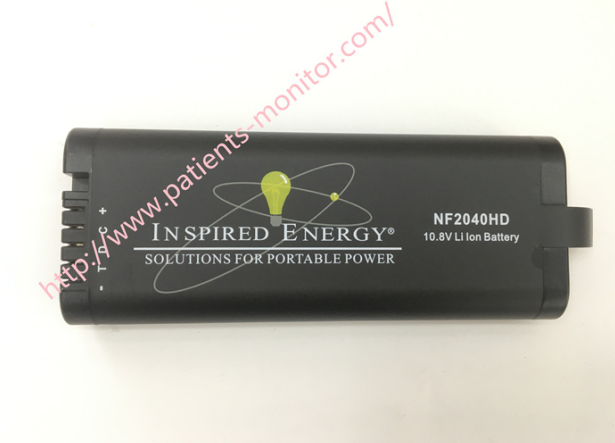 http://www.patients-monitor.com/
- T D C +
INSPIRED ENERGY®
SOLUTIONS FOR PORTABLE POWER
NF2040HD
10.8V Li Ion Battery